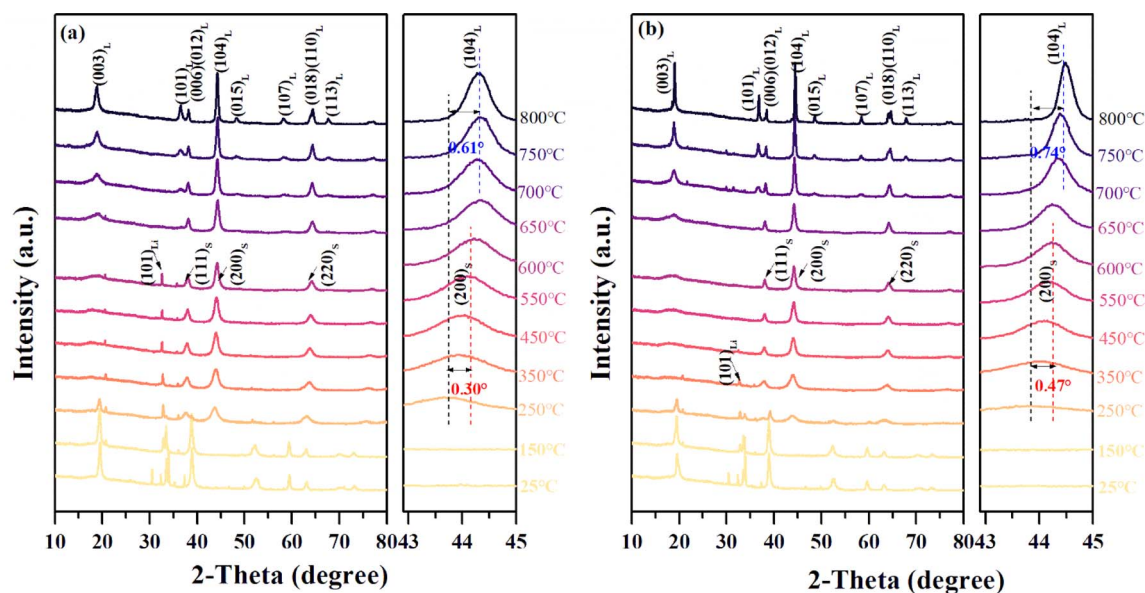 (a)
(003)L
(101)L
(006)(012)L
(104)L
(015)L
(107)L
(018)(110)L
(113)L
(101)Li
(111)S
(200)S
(220)S
Intensity (a.u.)
10 20 30 40 50 60 70 80
2-Theta (degree)
(104)L
0.61°
(200)S
0.30°
43 44 45
800°C
750°C
700°C
650°C
600°C
550°C
450°C
350°C
250°C
150°C
25°C
(b)
(003)L
(101)L
(006)(012)L
(104)L
(015)L
(107)L
(018)(110)L
(113)L
(111)S
(200)S
(220)S
(101)Li
Intensity (a.u.)
10 20 30 40 50 60 70 80
2-Theta (degree)
(104)L
0.74°
(200)S
0.47°
43 44 45
800°C
750°C
700°C
650°C
600°C
550°C
450°C
350°C
250°C
150°C
25°C